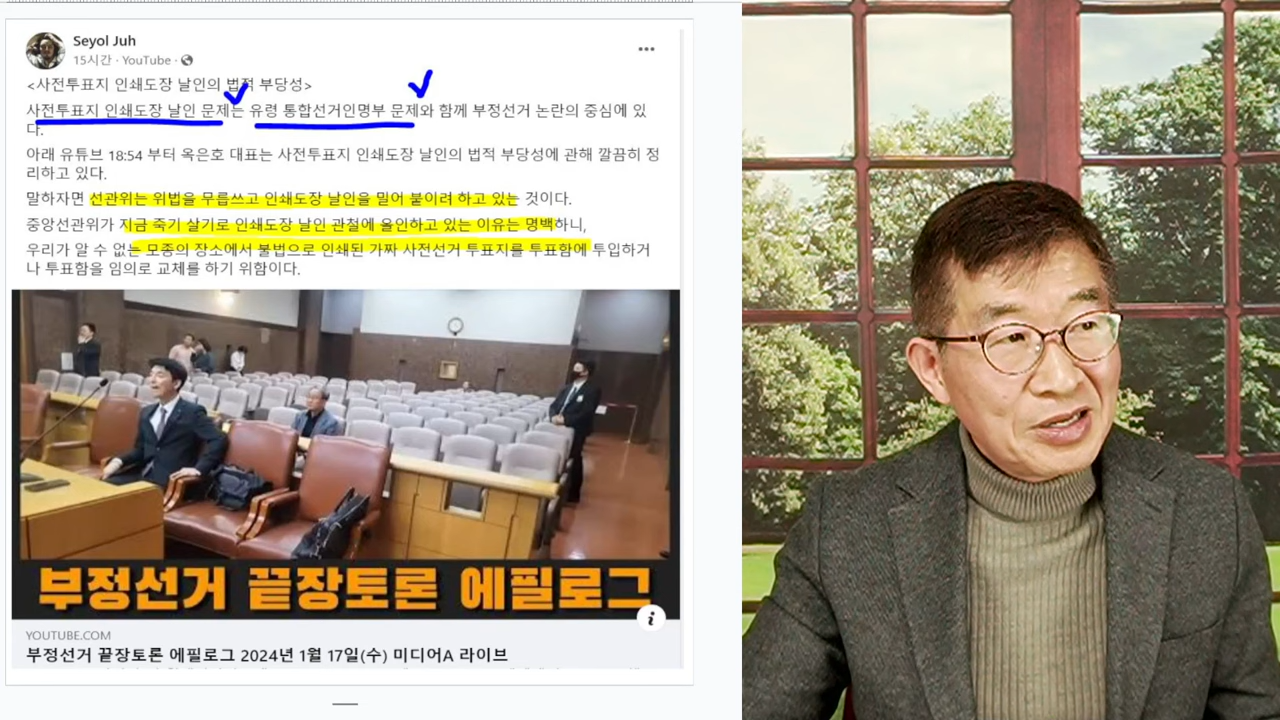 Seyol Juh
15시간 · YouTube ·
<사전투표지 인쇄도장 날인의 법적 부당성>
사전투표지 인쇄도장 날인 문제는 유령 통합선거인명부 문제와 함께 부정선거 논란의 중심에 있
다.
아래 유튜브 18:54 부터 옥은호 대표는 사전투표지 인쇄도장 날인의 법적 부당성에 관해 깔끔히 정
리하고 있다.
말하자면 선관위는 위법을 무릅쓰고 인쇄도장 날인을 밀어 붙이려 하고 있는 것이다.
중앙선관위가 지금 죽기 살기로 인쇄도장 날인 관철에 올인하고 있는 이유는 명백하니,
우리가 알 수 없는 모종의 장소에서 불법으로 인쇄된 가짜 사전선거 투표지를 투표함에 투입하거
나 투표함을 임의로 교체를 하기 위함이다.
부정선거 끝장토론 에필로그
YOUTUBE.COM
부정선거 끝장토론 에필로그 2024년 1월 17일(수) 미디어A 라이브